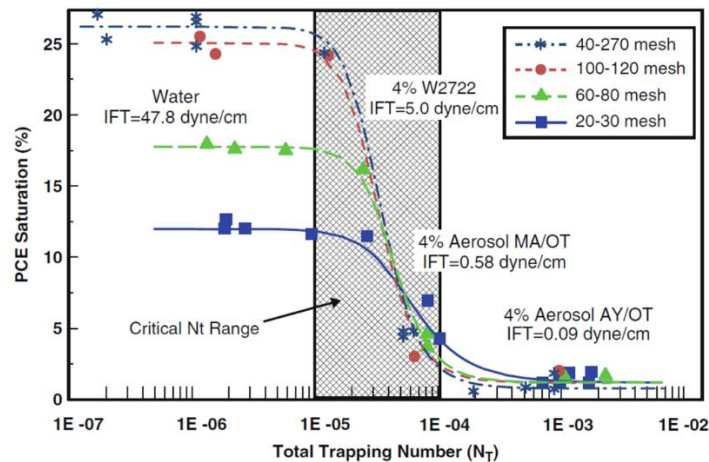 PCE Saturation (%)
25
20
15
10
5
0
Water
IFT=47.8 dyne/cm
4% W2722
IFT=5.0 dyne/cm
40-270 mesh
100-120 mesh
60-80 mesh
20-30 mesh
4% Aerosol MA/OT
IFT=0.58 dyne/cm
4% Aerosol AY/OT
IFT=0.09 dyne/cm
Critical Nt Range
1E -07
1E -06
1E -05
1E -04
1E -03
1E -02
Total Trapping Number (NT)